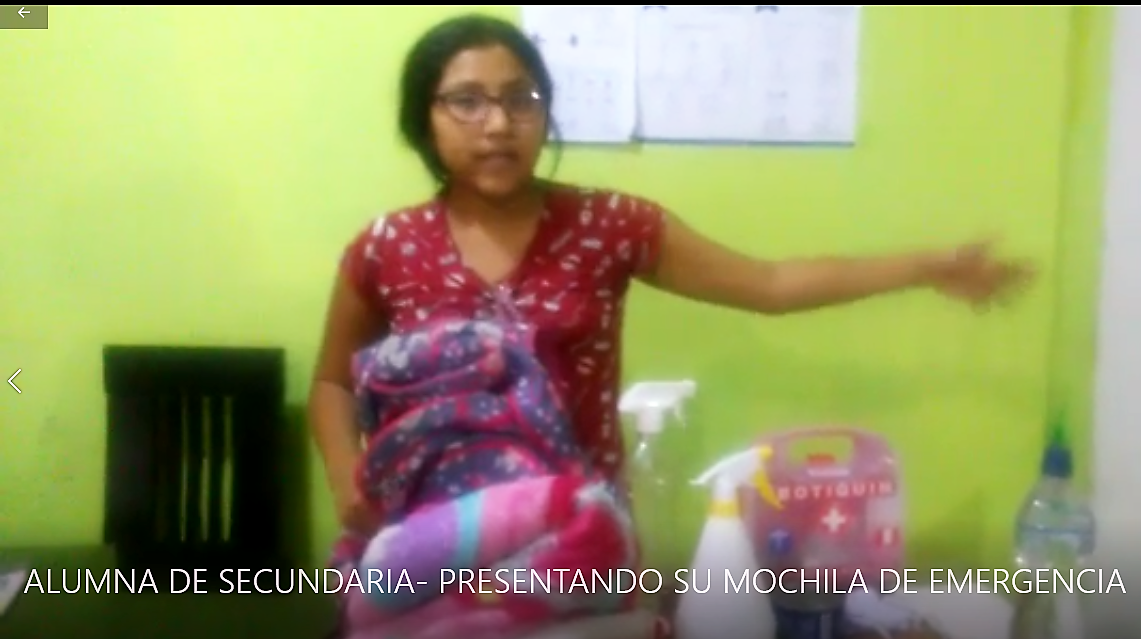 BOTIQUIN
ALUMNA DE SECUNDARIA- PRESENTANDO SU MOCHILA DE EMERGENCIA